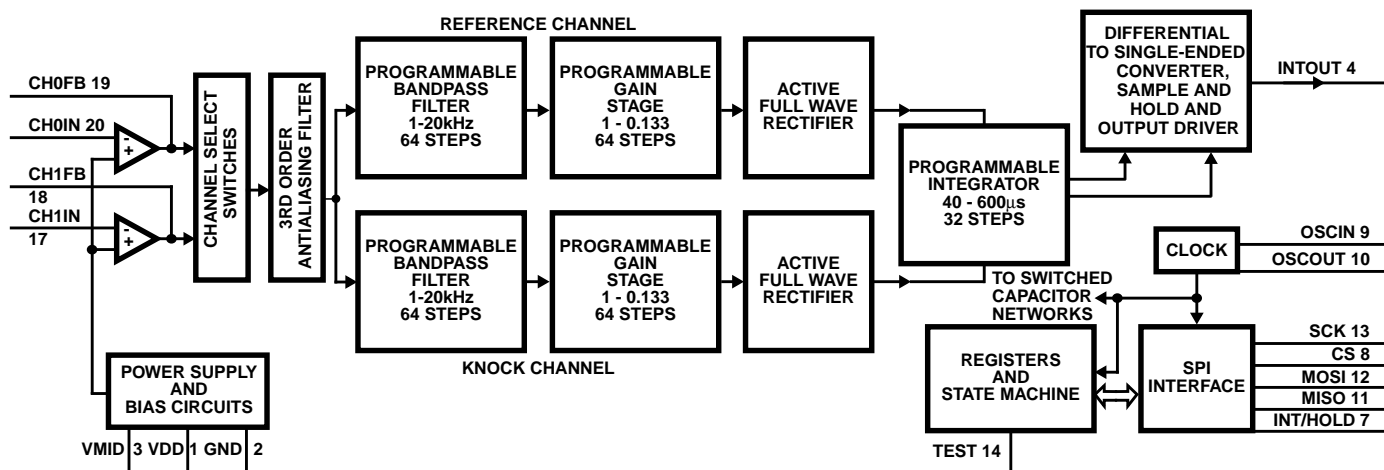 REFERENCE CHANNEL
CH0FB 19
CH0IN 20
CH1FB
18
CH1IN
17
CHANNEL SELECT
SWITCHES
3RD ORDER
ANTIALIASING FILTER
PROGRAMMABLE
BANDPASS
FILTER
1-20kHz
64 STEPS
PROGRAMMABLE
GAIN
STAGE
1 - 0.133
64 STEPS
ACTIVE
FULL WAVE
RECTIFIER
PROGRAMMABLE
BANDPASS
FILTER
1-20kHz
64 STEPS
PROGRAMMABLE
GAIN
STAGE
1 - 0.133
64 STEPS
ACTIVE
FULL WAVE
RECTIFIER
KNOCK CHANNEL
PROGRAMMABLE
INTEGRATOR
40 - 600µs
32 STEPS
DIFFERENTIAL
TO SINGLE-ENDED
CONVERTER,
SAMPLE AND
HOLD AND
OUTPUT DRIVER
INTOUT 4
CLOCK
OSCIN 9
OSCOUT 10
TO SWITCHED
CAPACITOR
NETWORKS
REGISTERS
AND
STATE MACHINE
SPI
INTERFACE
SCK 13
CS 8
MOSI 12
MISO 11
INT/HOLD 7
TEST 14
POWER SUPPLY
AND
BIAS CIRCUITS
VMID 3 VDD 1 GND 2
- +
- +